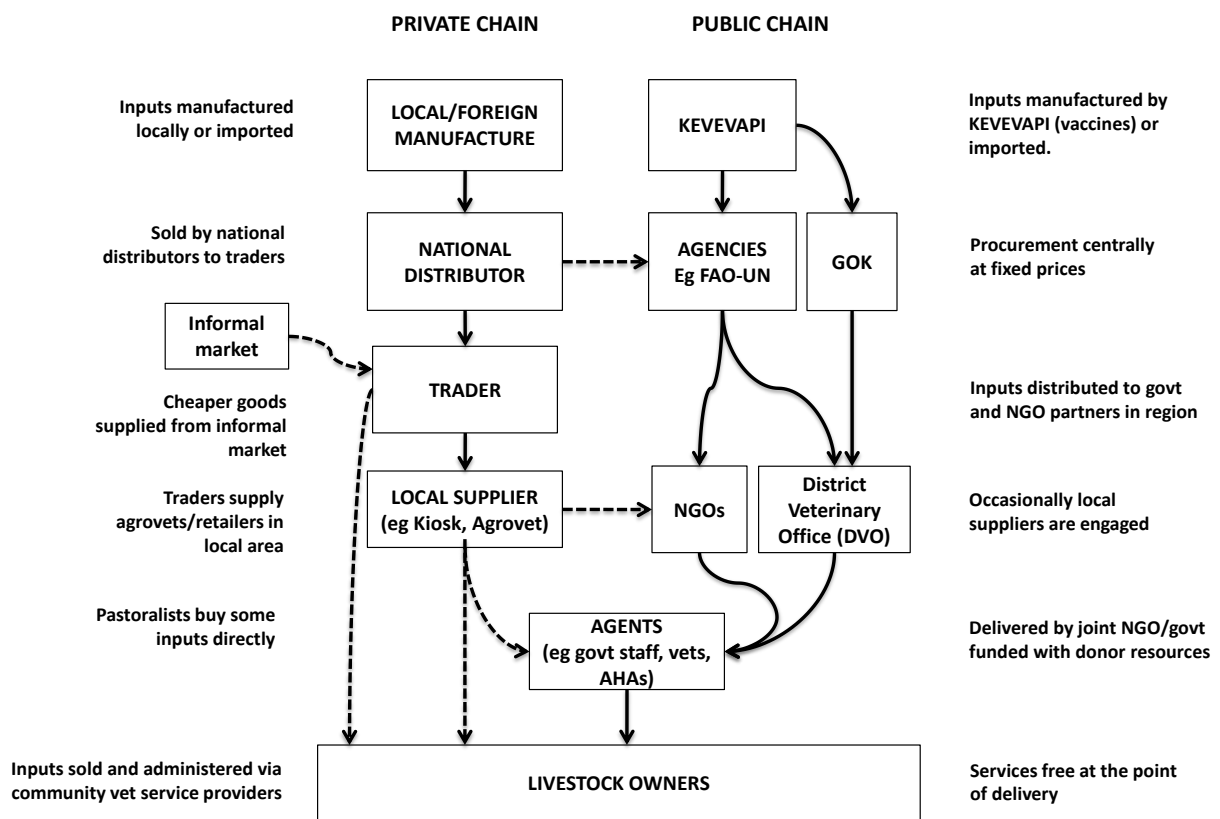 PRIVATE CHAIN
PUBLIC CHAIN
Inputs manufactured
locally or imported
LOCAL/FOREIGN
MANUFACTURE
KEVEVAPI
Inputs manufactured by
KEVEVAPI (vaccines) or
imported.
Sold by national
distributors to traders
NATIONAL
DISTRIBUTOR
AGENCIES
Eg FAO-UN
GOK
Procurement centrally
at fixed prices
Informal
market
TRADER
Cheaper goods
supplied from informal
market
Inputs distributed to govt
and NGO partners in region
Traders supply
agrovets/retailers in
local area
LOCAL SUPPLIER
(eg Kiosk, Agrovet)
NGOs
District
Veterinary
Office (DVO)
Occasionally local
suppliers are engaged
Pastoralists buy some
inputs directly
AGENTS
(eg govt staff, vets,
AHAs)
Delivered by joint NGO/govt
funded with donor resources
Inputs sold and administered via
community vet service providers
LIVESTOCK OWNERS
Services free at the point
of delivery